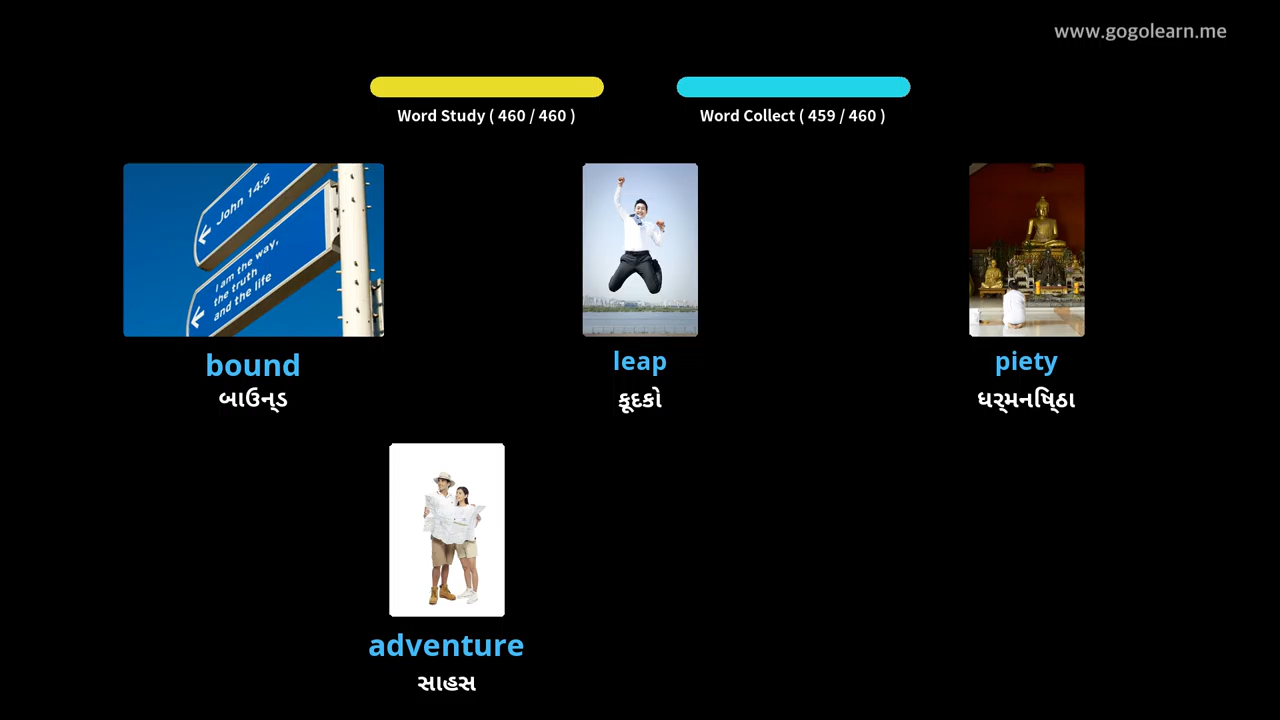 www.gogolearn.me
Word Study ( 460 / 460 )
Word Collect ( 459 / 460 )
John 14:6
I am the way,
the truth
and the life
bound
બાઉન્ડ
leap
કૂદકો
piety
ધર્મનિષ્ઠા
adventure
સાહસ